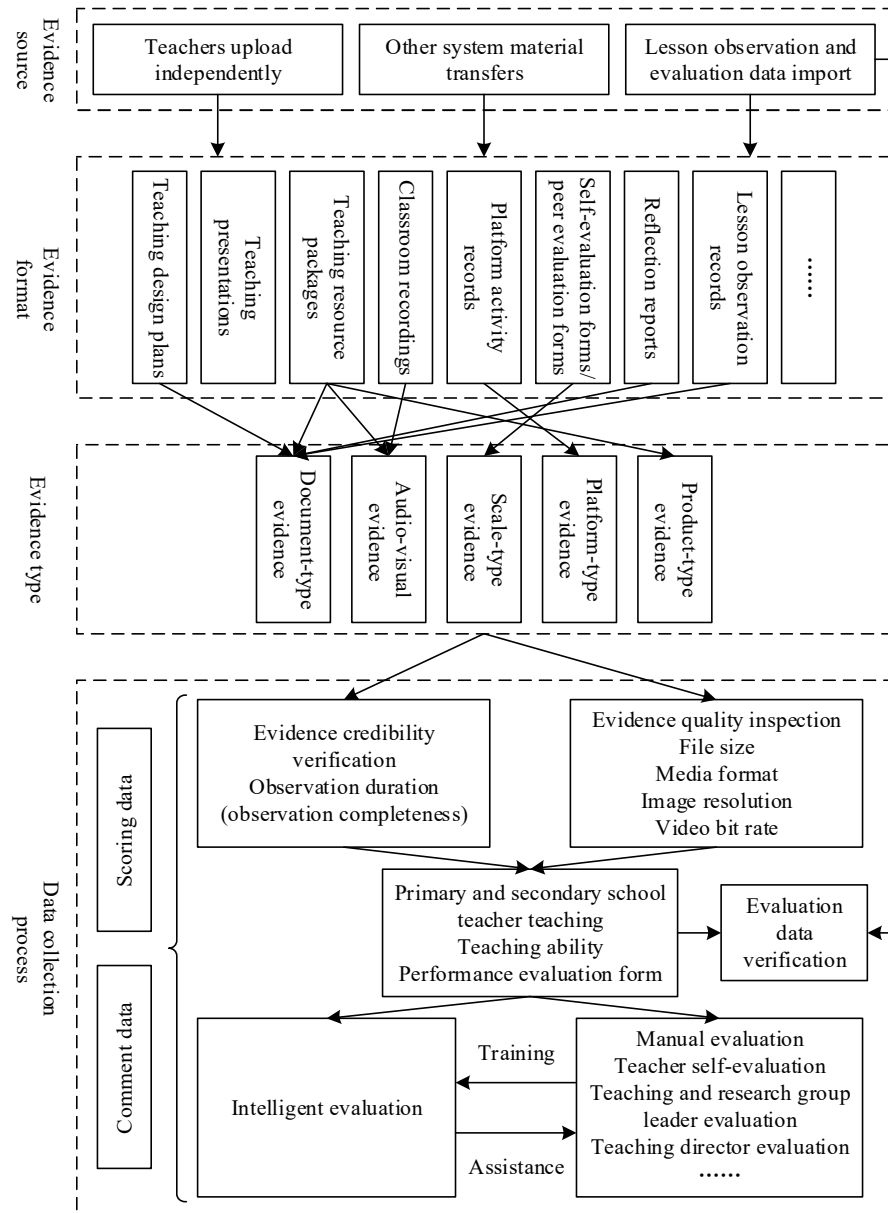 Evidence
source
Teachers upload
independently
Other system material
transfers
Lesson observation and
evaluation data import
Evidence
format
Teaching design plans
Teaching
presentations
Teaching resource
packages
Classroom recordings
Platform activity
records
Self-evaluation forms/
peer evaluation forms
Reflection reports
Lesson observation
records
......
Evidence type
Document-type
evidence
Audio-visual
evidence
Scale-type
evidence
Platform-type
evidence
Product-type
evidence
Data collection
process
Scoring data
Comment data
Evidence credibility
verification
Observation duration
(observation completeness)
Evidence quality inspection
File size
Media format
Image resolution
Video bit rate
Primary and secondary school
teacher teaching
Teaching ability
Performance evaluation form
Evaluation
data
verification
Intelligent evaluation
Training
Assistance
Manual evaluation
Teacher self-evaluation
Teaching and research group
leader evaluation
Teaching director evaluation
......